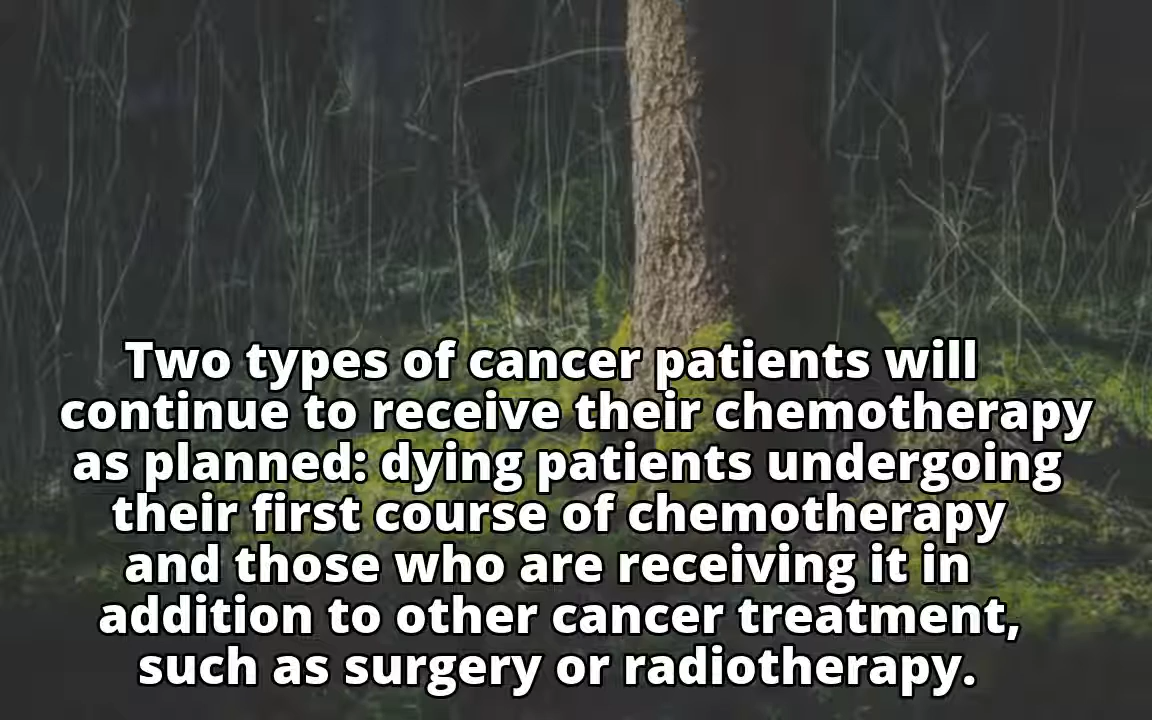 Two types of cancer patients will
continue to receive their chemotherapy
as planned: dying patients undergoing
their first course of chemotherapy
and those who are receiving it in
addition to other cancer treatment,
such as surgery or radiotherapy.